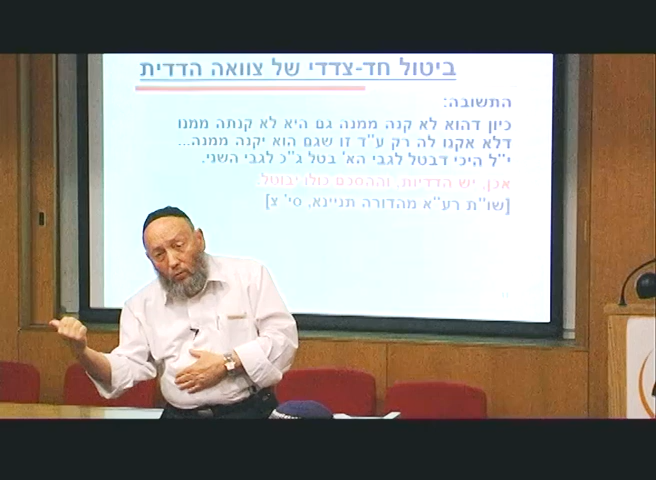 ביטול חד-צדדי של צוואה הדדית
התשובה:
כיון דהוא לא קנה ממנה גם היא לא קנתה ממנו
דלא אקנו לה רק ע"ד זו שגם הוא יקנה ממנה...
י"ל היכי דבטל לגבי הא' בטל ג"כ לגבי השני.
אכן, יש הדדיות, וההסכם כולו יבוטל.
[שו"ת רע"א מהדורה תניינא, סי' צ]